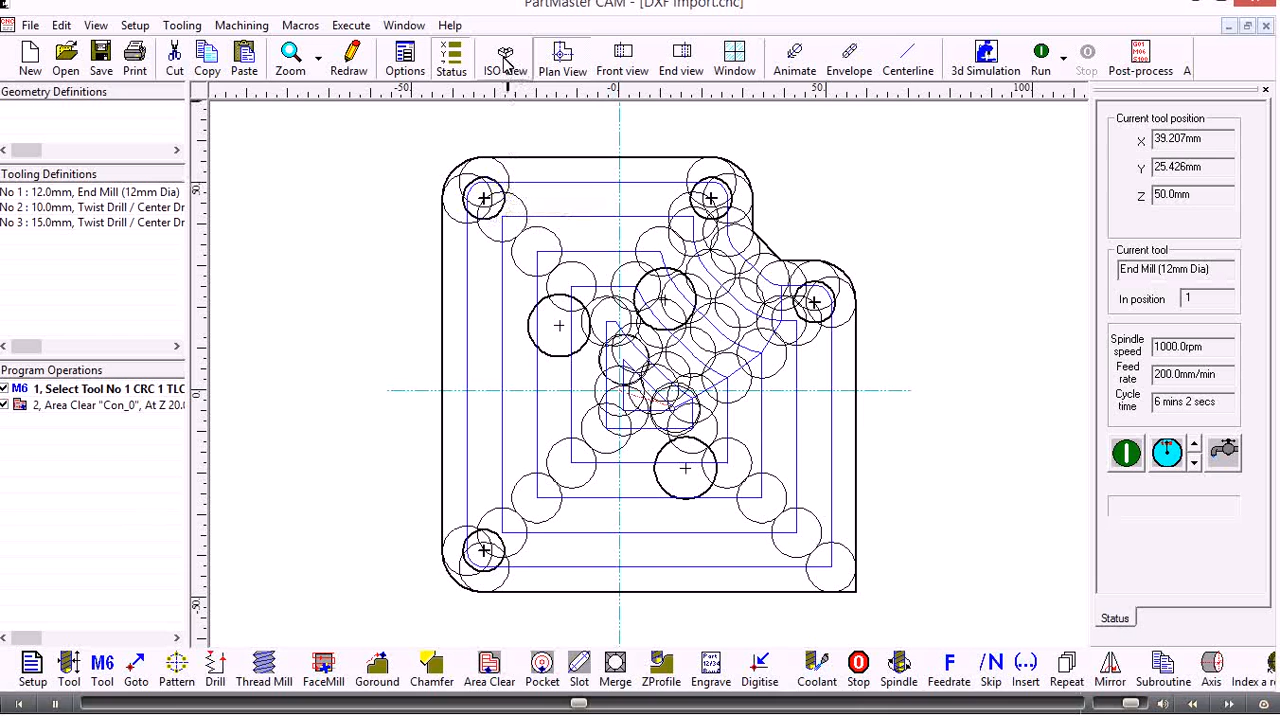 PartMaster CAM - [DXF Import.cnc]
File Edit View Setup Tooling Machining Macros Execute Window Help
New Open Save Print Cut Copy Paste Zoom Redraw Options Status ISO View Plan View Front view End view Window Animate Envelope Centerline 3d Simulation Run Stop Post-process A
Geometry Definitions
Tooling Definitions
No 1 : 12.0mm, End Mill (12mm Dia)
No 2 : 10.0mm, Twist Drill / Center Dr
No 3 : 15.0mm, Twist Drill / Center Dr
Program Operations
M6 1, Select Tool No 1 CRC 1 TLC
2, Area Clear "Con_0", At Z 20.
-50 -0 50 100
50
0
-50
Current tool position
X 39.207mm
Y 25.426mm
Z 50.0mm
Current tool
End Mill (12mm Dia)
In position 1
Spindle speed 1000.0rpm
Feed rate 200.0mm/min
Cycle time 6 mins 2 secs
Status
M6 F /N (...)
Setup Tool Tool Goto Pattern Drill Thread Mill FaceMill Goround Chamfer Area Clear Pocket Slot Merge ZProfile Engrave Digitise Coolant Stop Spindle Feedrate Skip Insert Repeat Mirror Subroutine Axis Index a r